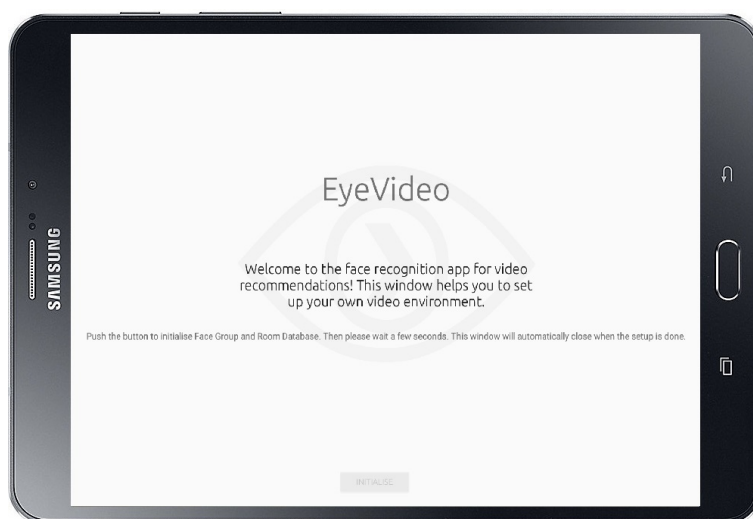 EyeVideo
Welcome to the face recognition app for video
recommendations! This window helps you to set
up your own video environment.
Push the button to initialise Face Group and Room Database. Then please wait a few seconds. This window will automatically close when the setup is done.
INITIALISE
SAMSUNG